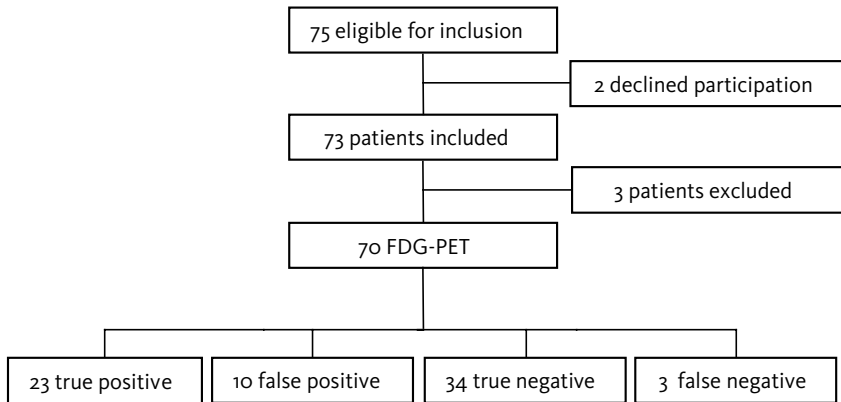 75 eligible for inclusion
2 declined participation
73 patients included
3 patients excluded
70 FDG-PET
23 true positive
10 false positive
34 true negative
3 false negative